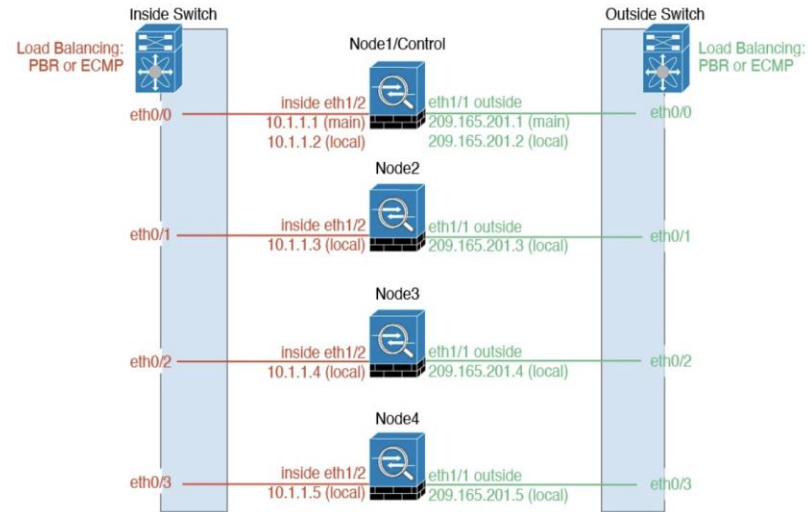 Inside Switch
Outside Switch
Load Balancing:
PBR or ECMP
Node1/Control
Load Balancing:
PBR or ECMP
eth0/0
inside eth1/2
10.1.1.1 (main)
10.1.1.2 (local)
eth1/1 outside
209.165.201.1 (main)
209.165.201.2 (local)
eth0/0
Node2
eth0/1
inside eth1/2
10.1.1.3 (local)
eth1/1 outside
209.165.201.3 (local)
eth0/1
Node3
eth0/2
inside eth1/2
10.1.1.4 (local)
eth1/1 outside
209.165.201.4 (local)
eth0/2
Node4
eth0/3
inside eth1/2
10.1.1.5 (local)
eth1/1 outside
209.165.201.5 (local)
eth0/3